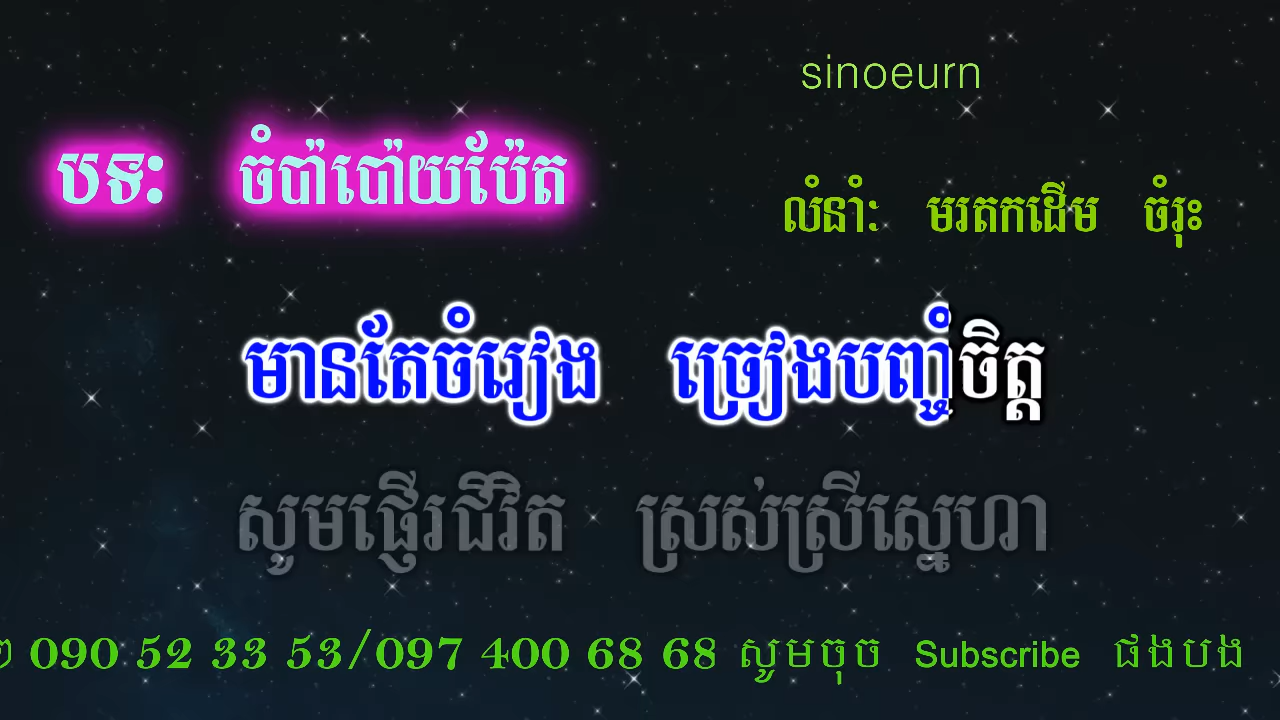 sinoeurn
បទៈ ចំប៉ាប៉ោយប៉ែត
លំនាំៈ មរតកដើម ចំរុះ
មានតែចំរៀង ច្រៀងបញ្ជាំចិត្ត
សូមផ្ញើរជីវិត ស្រស់ស្រីស្នេហា
090 52 33 53/097 400 68 68 សូមចុច Subscribe ផងបង